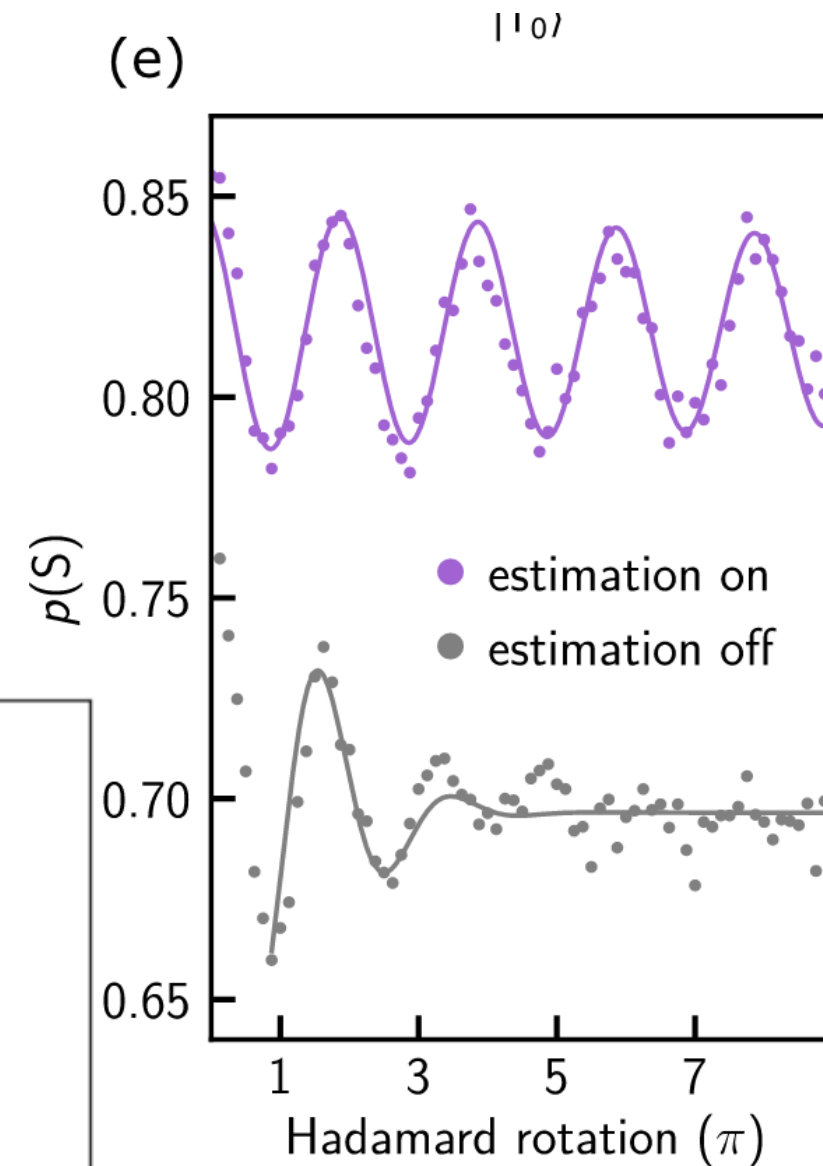 |T₀⟩
(e)
0.85
0.80
0.75
0.70
0.65
p(S)
estimation on
estimation off
1 3 5 7
Hadamard rotation (π)